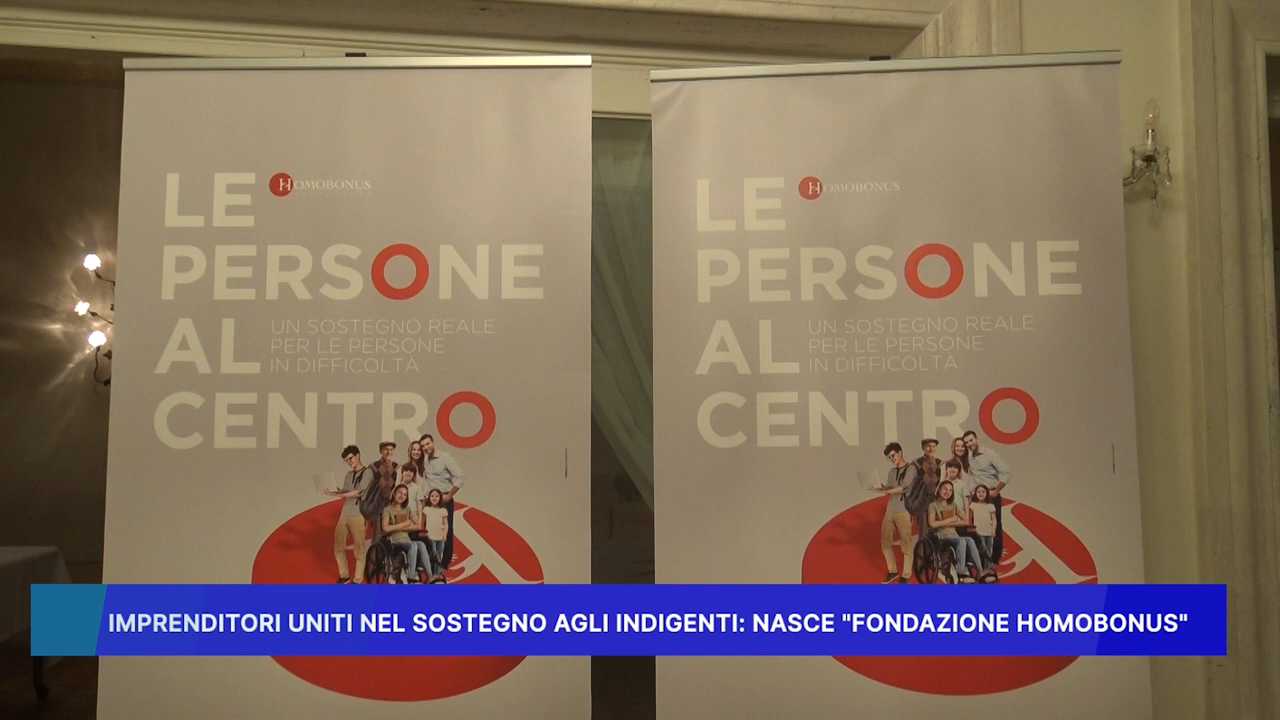 LE HOMOBONUS
PERSONE
AL
UN SOSTEGNO REALE
PER LE PERSONE
IN DIFFICOLTÀ
CENTRO
LE HOMOBONUS
PERSONE
AL
UN SOSTEGNO REALE
PER LE PERSONE
IN DIFFICOLTÀ
CENTRO
IMPRENDITORI UNITI NEL SOSTEGNO AGLI INDIGENTI: NASCE "FONDAZIONE HOMOBONUS"